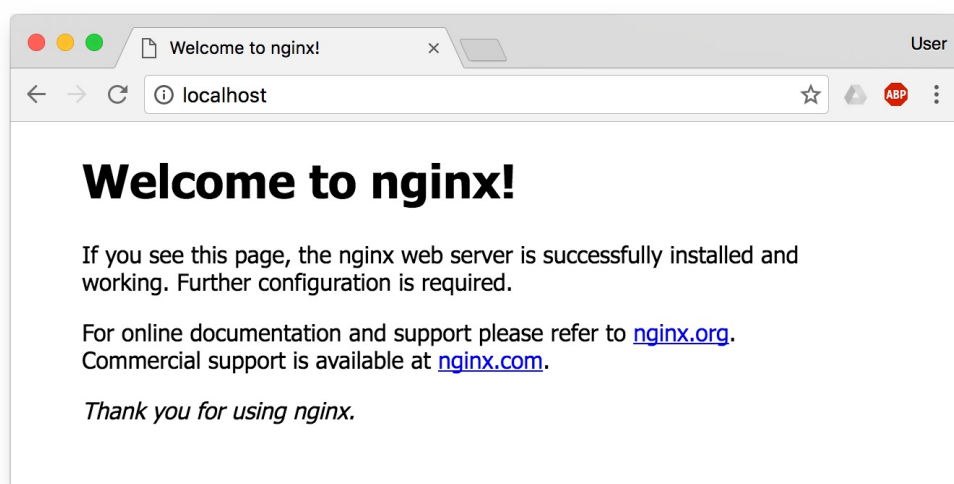 Welcome to nginx!
User
localhost
ABP
Welcome to nginx!
If you see this page, the nginx web server is successfully installed and
working. Further configuration is required.
For online documentation and support please refer to nginx.org.
Commercial support is available at nginx.com.
Thank you for using nginx.